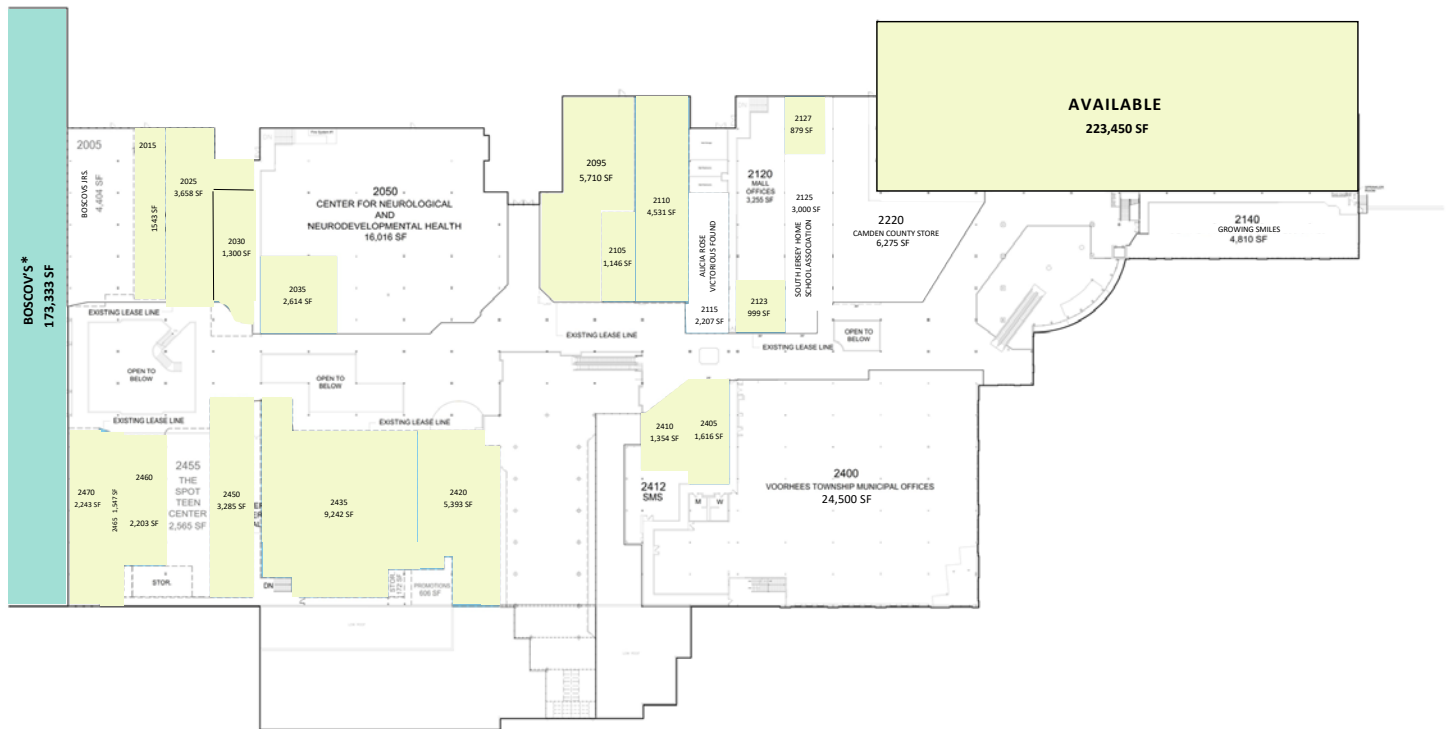 BOSCOV'S*
173,333 SF
2005
BOSCOVS JRS.
4,404 SF
2015
1543 SF
2025
3,658 SF
2030
1,300 SF
2050
CENTER FOR NEUROLOGICAL
AND
NEURODEVELOPMENTAL HEALTH
16,016 SF
2035
2,614 SF
2095
5,710 SF
2105
1,146 SF
2110
4,531 SF
ALICIA ROSE
VICTORIOUS FOUND
2115
2,207 SF
DN
2120
MALL
OFFICES
3,255 SF
2123
999 SF
2127
879 SF
2125
3,000 SF
SOUTH JERSEY HOME
SCHOOL ASSOCIATION
2220
CAMDEN COUNTY STORE
6,275 SF
AVAILABLE
223,450 SF
2140
GROWING SMILES
4,810 SF
EXISTING LEASE LINE
EXISTING LEASE LINE
EXISTING LEASE LINE
OPEN TO
BELOW
OPEN TO
BELOW
OPEN TO
BELOW
EXISTING LEASE LINE
EXISTING LEASE LINE
2470
2,243 SF
2465 1,547 SF
2460
2,203 SF
STOR.
2455
THE
SPOT
TEEN
CENTER
2,565 SF
2450
3,285 SF
DN
2435
9,242 SF
STOR.
172 SF
PROMOTIONS
606 SF
2420
5,393 SF
2410
1,354 SF
2405
1,616 SF
2412
SMS
M W
2400
VOORHEES TOWNSHIP MUNICIPAL OFFICES
24,500 SF